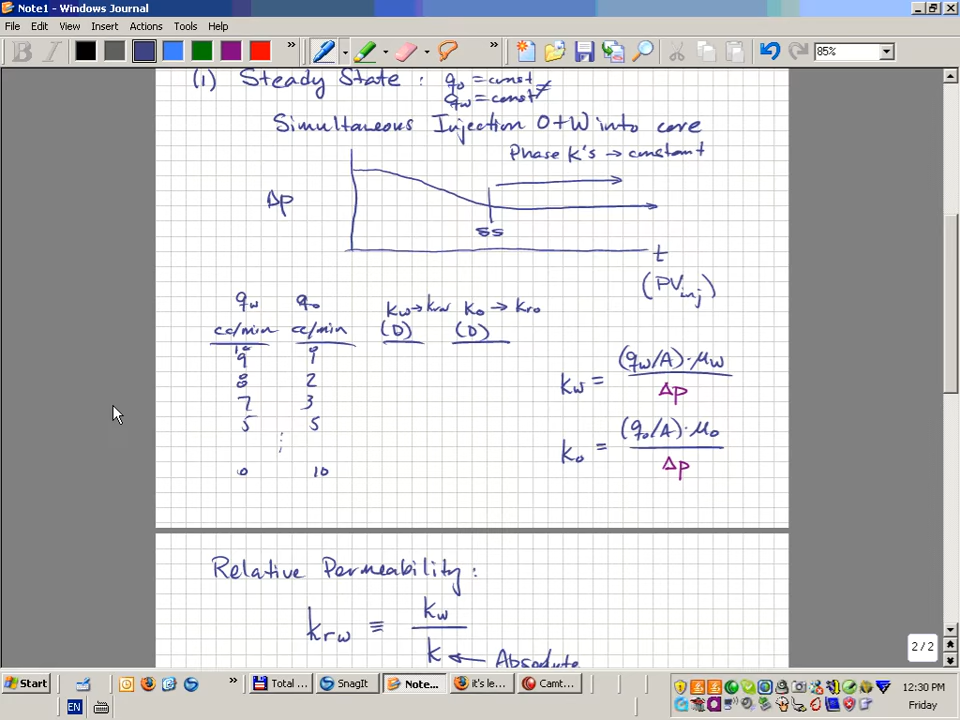 Note1 - Windows Journal
File Edit View Insert Actions Tools Help
B I U
85%
(1) Steady State : qo = const
qw = const ≠
Simultaneous Injection O+W into core
Phase K's → constant
Δp
ss
t
(PVinj)
qw qo kw→krw ko → kro
cc/min cc/min (D) (D)
8 2
7 3
5 5
⋮
0 10
kw = (qw/A)·μw
Δp
ko = (qo/A)·μo
Δp
Relative Permeability:
krw ≡ kw
k ← Absolute
2/2
Start Total ... SnagIt Note... it's le... Camt...
12:30 PM
EN Friday